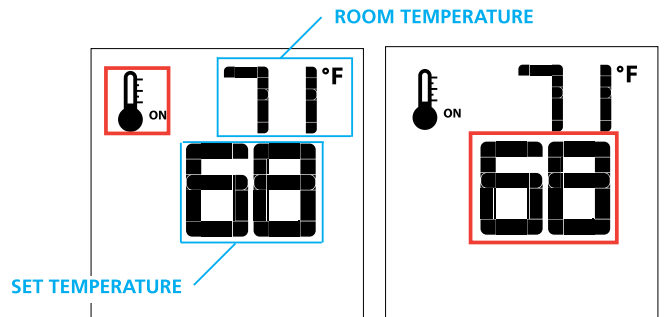 ROOM TEMPERATURE
71 °F
ON
68
71 °F
ON
68
SET TEMPERATURE